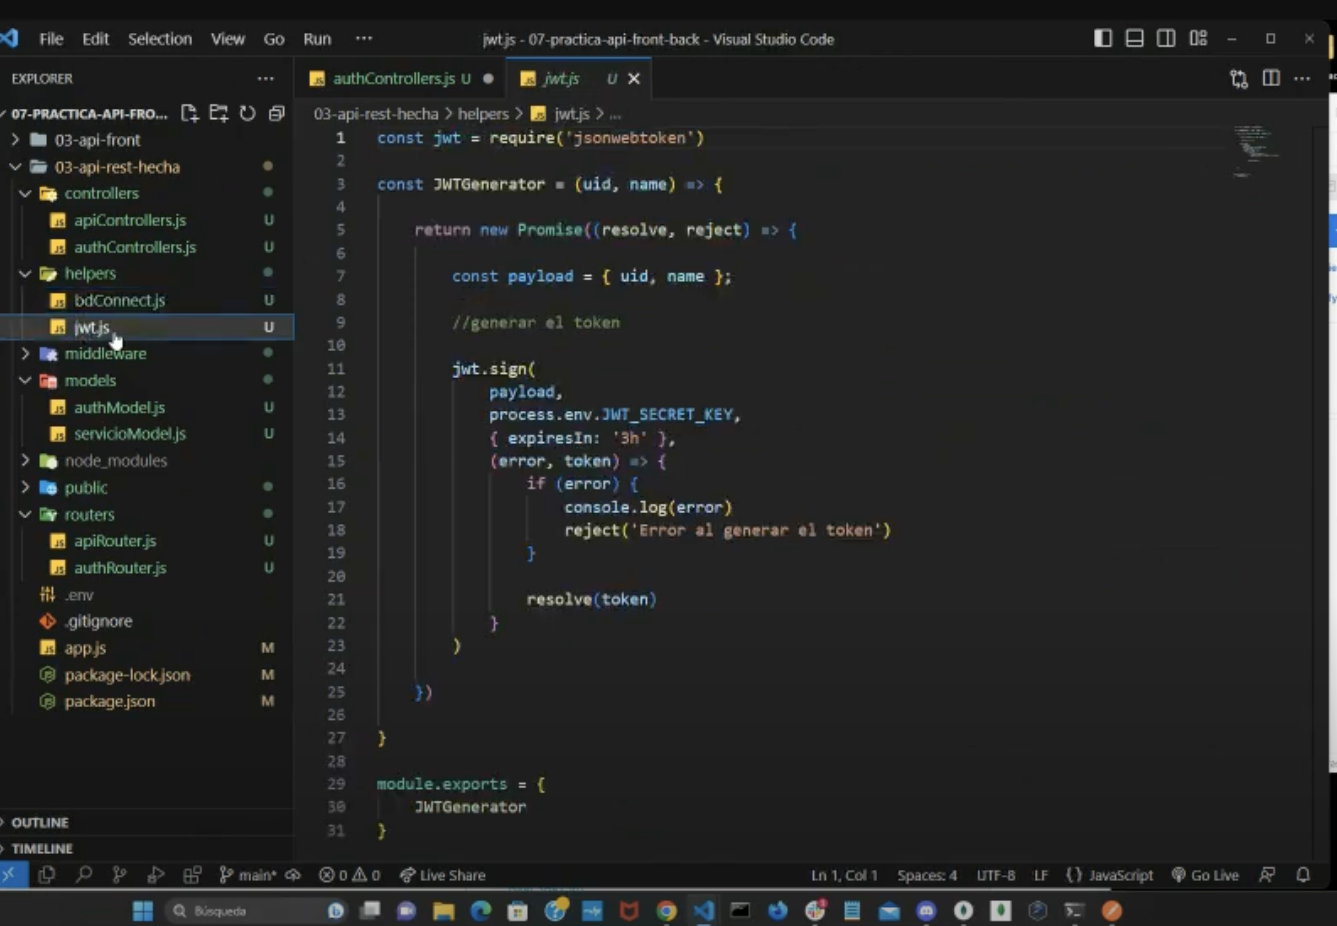 File Edit Selection View Go Run ··· jwt.js - 07-practica-api-front-back - Visual Studio Code
EXPLORER ···
authControllers.js U
jwt.js U
07-PRACTICA-API-FRO...
03-api-rest-hecha > helpers > jwt.js > ...
03-api-front
03-api-rest-hecha
controllers
apiControllers.js U
authControllers.js U
helpers
bdConnect.js U
jwt.js U
middleware
models
authModel.js U
servicioModel.js U
node_modules
public
routers
apiRouter.js U
authRouter.js U
.env
.gitignore
app.js M
package-lock.json M
package.json M
OUTLINE
TIMELINE
1 const jwt = require('jsonwebtoken')
2
3 const JWTGenerator = (uid, name) => {
4
5 return new Promise((resolve, reject) => {
6
7 const payload = { uid, name };
8
9 //generar el token
10
11 jwt.sign(
12 payload,
13 process.env.JWT_SECRET_KEY,
14 { expiresIn: '3h' },
15 (error, token) => {
16 if (error) {
17 console.log(error)
18 reject('Error al generar el token')
19 }
20
21 resolve(token)
22 }
23 )
24
25 })
26
27 }
28
29 module.exports = {
30 JWTGenerator
31 }
main* 0 0 Live Share Ln 1, Col 1 Spaces: 4 UTF-8 LF {} JavaScript Go Live
Búsqueda